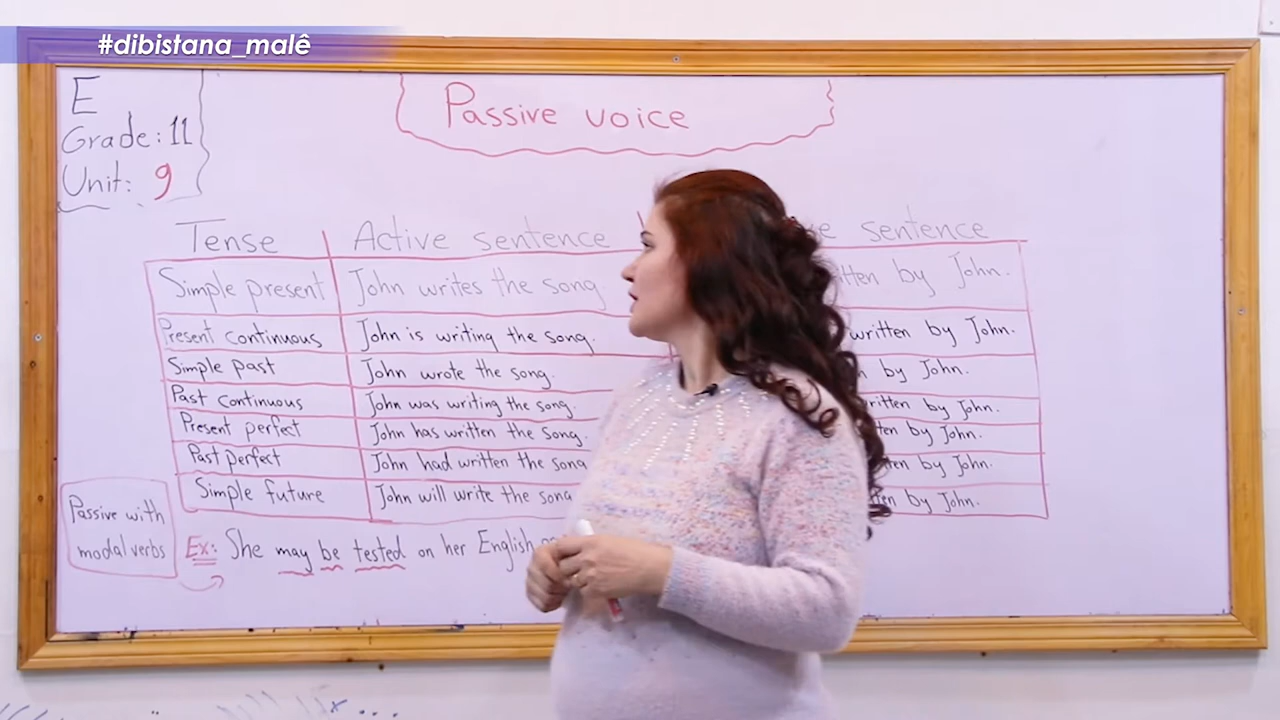 #dibistana_malê
E
Grade: 11
Unit: 9
Passive voice
Tense Active sentence sentence
Simple present John writes the song. by John.
Present continuous John is writing the song. written by John.
Simple past John wrote the song. by John.
Past continuous John was writing the song. by John.
Present perfect John has written the song. by John.
Past perfect John had written the song by John.
Simple future John will write the song by John.
Passive with
modal verbs
Ex: She may be tested on her English